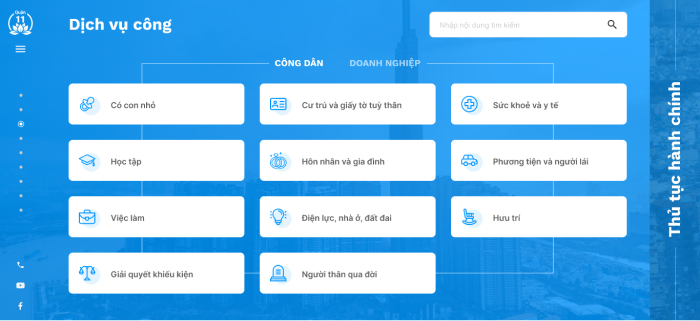 Quận
11
Dịch vụ công
Nhập nội dung tìm kiếm
CÔNG DÂN
DOANH NGHIỆP
Có con nhỏ
Cư trú và giấy tờ tuỳ thân
Sức khoẻ và y tế
Học tập
Hôn nhân và gia đình
Phương tiện và người lái
Việc làm
Điện lực, nhà ở, đất đai
Hưu trí
Giải quyết khiếu kiện
Người thân qua đời
Thủ tục hành chính